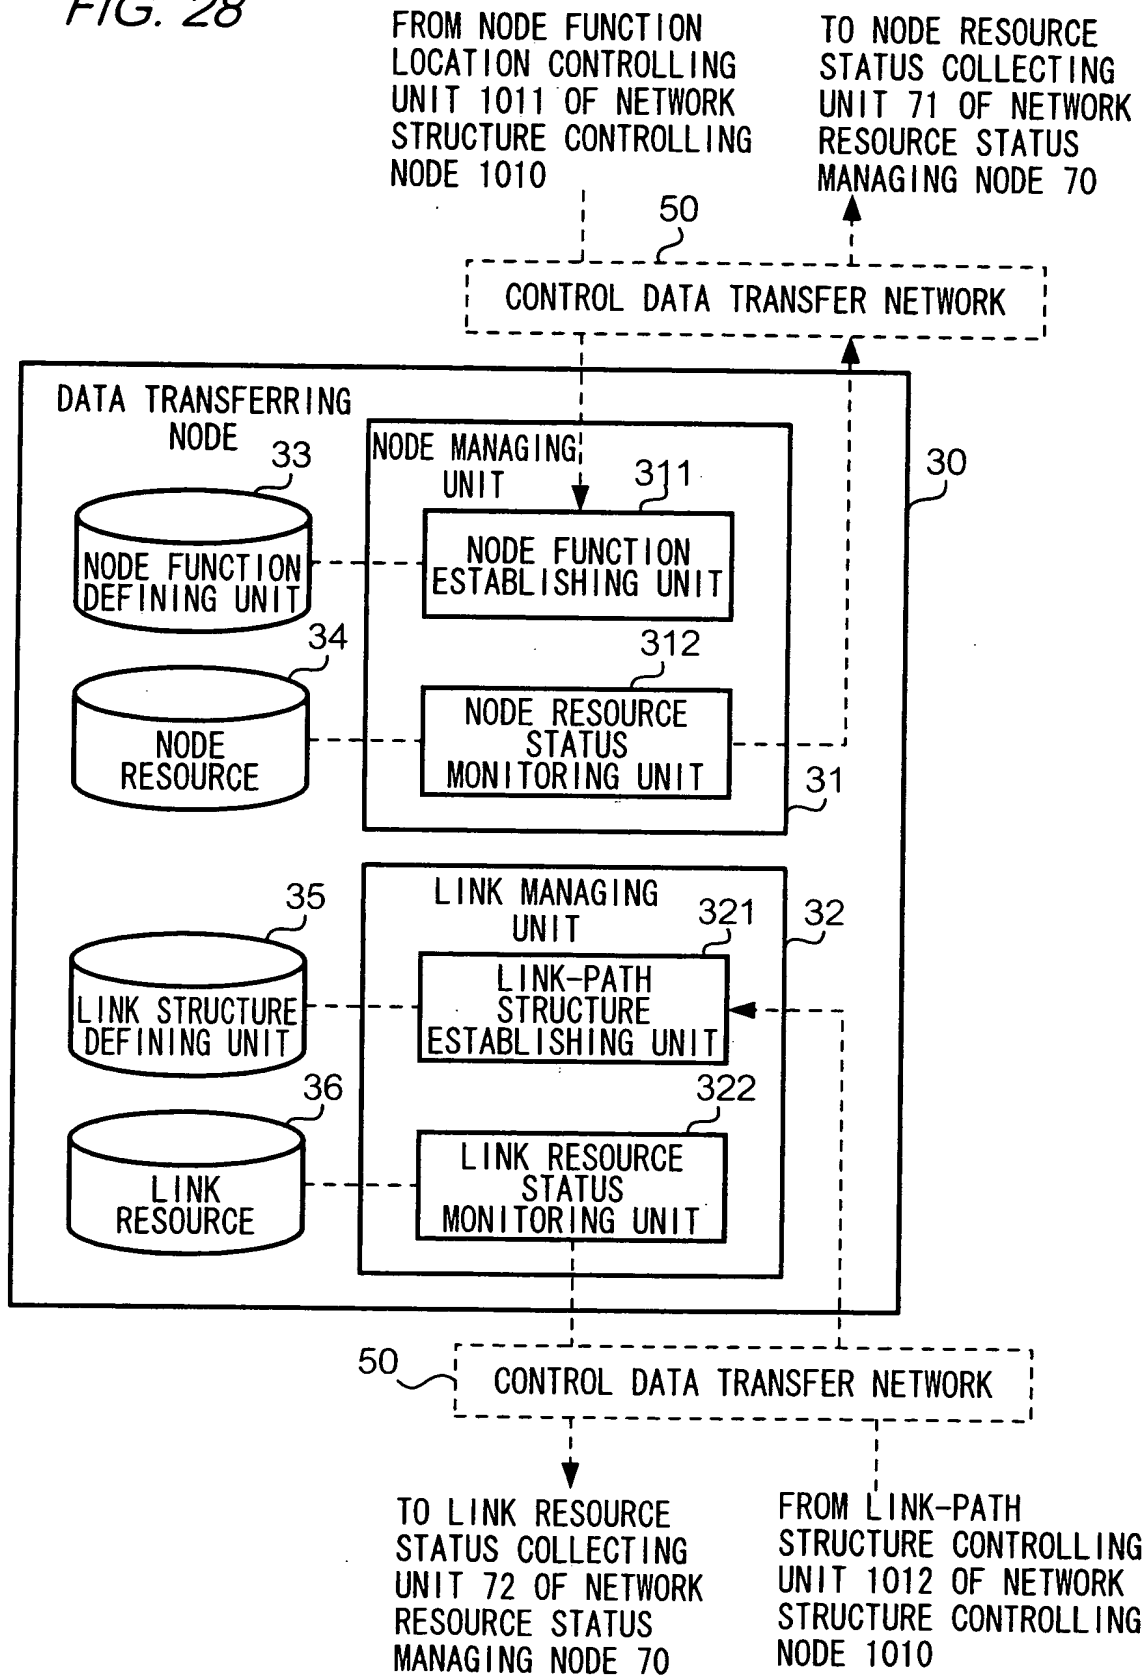 FIG. 28
FROM NODE FUNCTION
LOCATION CONTROLLING
UNIT 1011 OF NETWORK
STRUCTURE CONTROLLING
NODE 1010
TO NODE RESOURCE
STATUS COLLECTING
UNIT 71 OF NETWORK
RESOURCE STATUS
MANAGING NODE 70
50
CONTROL DATA TRANSFER NETWORK
DATA TRANSFERRING
NODE
30
NODE MANAGING
UNIT
33
311
NODE FUNCTION
DEFINING UNIT
NODE FUNCTION
ESTABLISHING UNIT
34
312
NODE
RESOURCE
NODE RESOURCE
STATUS
MONITORING UNIT
31
LINK MANAGING
UNIT
35
321
32
LINK STRUCTURE
DEFINING UNIT
LINK-PATH
STRUCTURE
ESTABLISHING UNIT
36
322
LINK
RESOURCE
LINK RESOURCE
STATUS
MONITORING UNIT
50
CONTROL DATA TRANSFER NETWORK
TO LINK RESOURCE
STATUS COLLECTING
UNIT 72 OF NETWORK
RESOURCE STATUS
MANAGING NODE 70
FROM LINK-PATH
STRUCTURE CONTROLLING
UNIT 1012 OF NETWORK
STRUCTURE CONTROLLING
NODE 1010